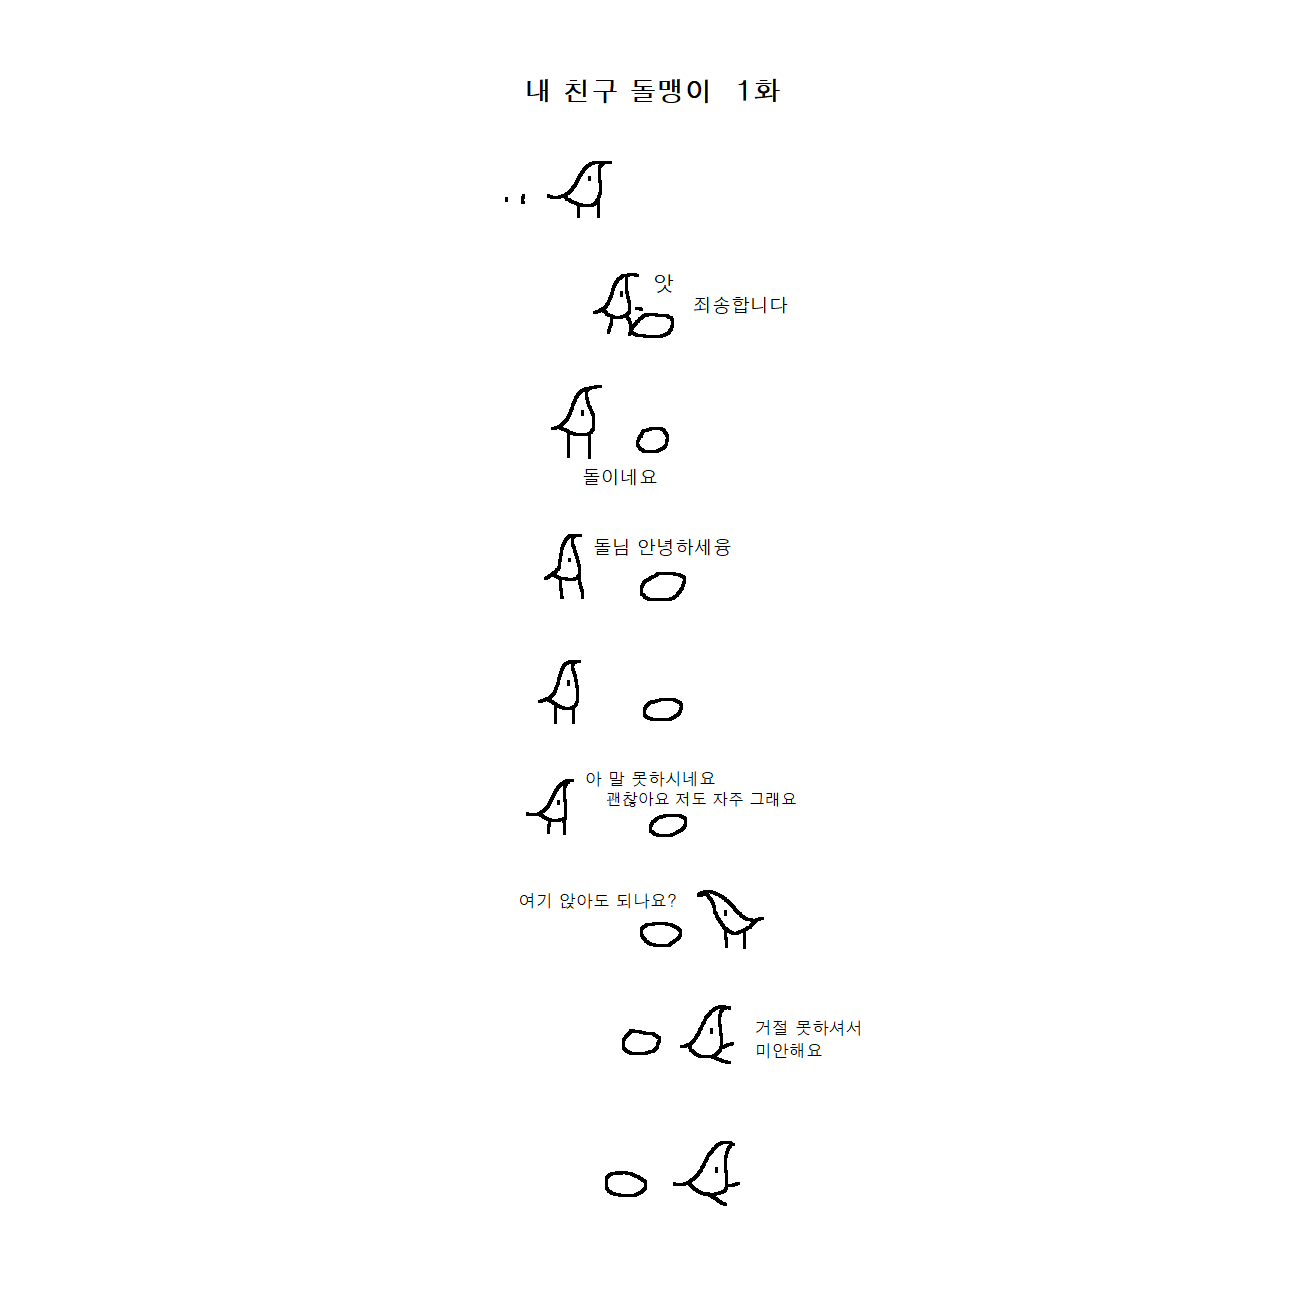 내 친구 돌맹이 1화
앗
죄송합니다
돌이네요
돌님 안녕하세융
아 말 못하시네요
괜찮아요 저도 자주 그래요
여기 앉아도 되나요?
거절 못하셔서
미안해요